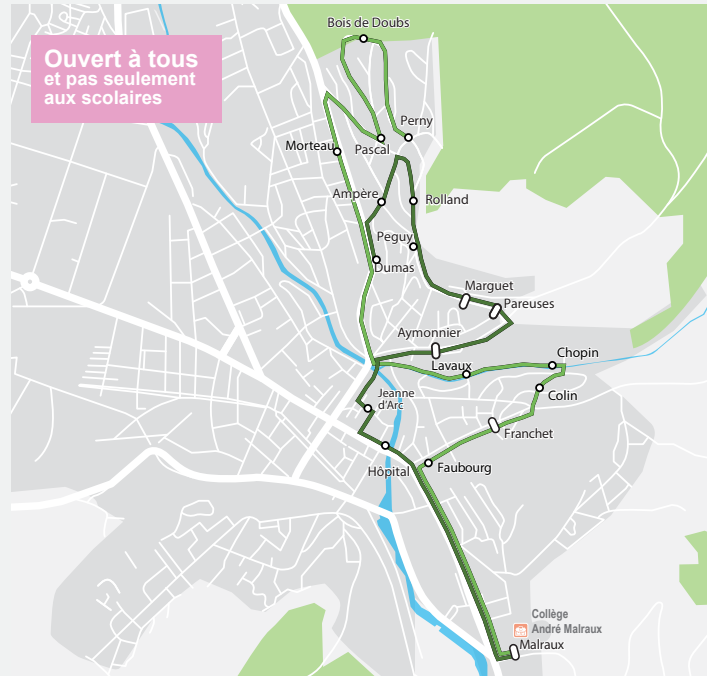 Ouvert à tous
et pas seulement
aux scolaires
Bois de Doubs
Perny
Morteau
Pascal
Ampère
Rolland
Peguy
Dumas
Marguet
Pareuses
Aymonnier
Lavaux
Chopin
Colin
Jeanne
d'Arc
Franchet
Hôpital
Faubourg
Collège
André Malraux
Malraux